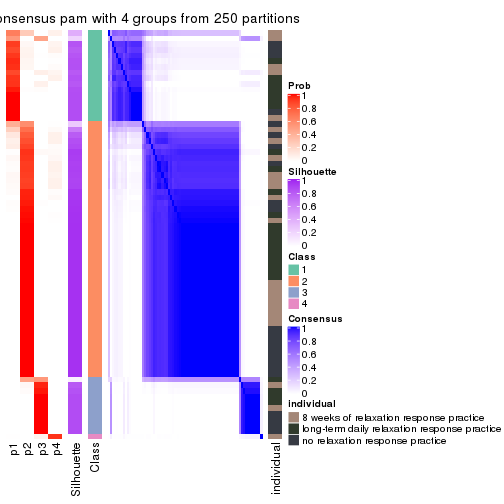 onsensus pam with 4 groups from 250 partitions
Prob
1
0.8
0.6
0.4
0.2
0
Silhouette
1
0.8
0.6
0.4
0.2
0
Class
1
2
3
4
Consensus
1
0.8
0.6
0.4
0.2
0
individual
8 weeks of relaxation response practice
long-term daily relaxation response practice
no relaxation response practice
p1
p2
p3
p4
Silhouette
Class
individual